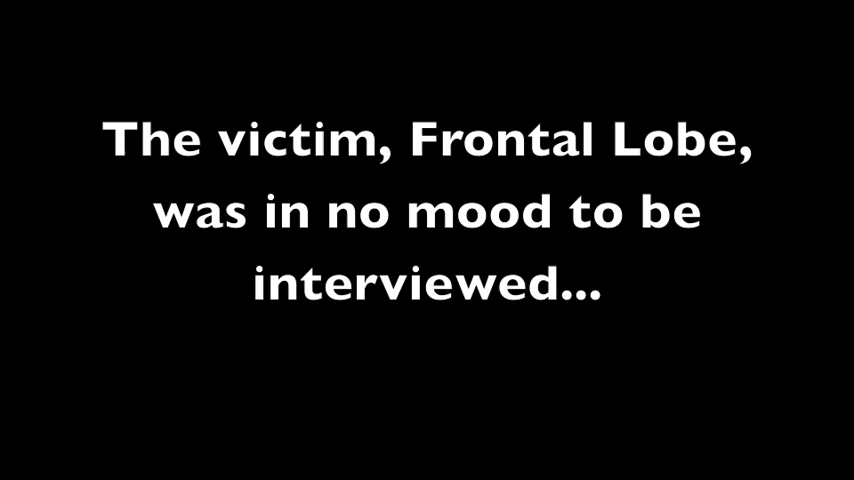 The victim, Frontal Lobe,
was in no mood to be
interviewed...